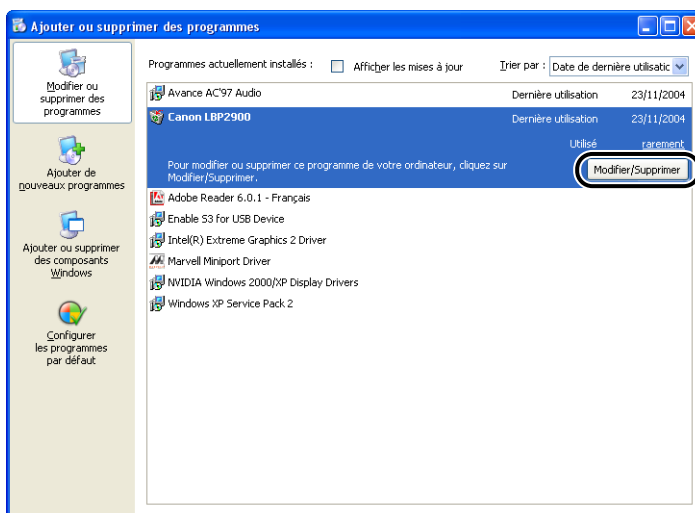 Ajouter ou supprimer des programmes
Modifier ou
supprimer des
programmes
Ajouter de
nouveaux programmes
Ajouter ou supprimer
des composants
Windows
Configurer
les programmes
par défaut
Programmes actuellement installés :
Afficher les mises à jour
Trier par :
Date de dernière utilisatic
Avance AC'97 Audio
Dernière utilisation 23/11/2004
Canon LBP2900
Dernière utilisation 23/11/2004
Utilisé rarement
Pour modifier ou supprimer ce programme de votre ordinateur, cliquez sur
Modifier/Supprimer.
Modifier/Supprimer
Adobe Reader 6.0.1 - Français
Enable S3 for USB Device
Intel(R) Extreme Graphics 2 Driver
Marvell Miniport Driver
NVIDIA Windows 2000/XP Display Drivers
Windows XP Service Pack 2